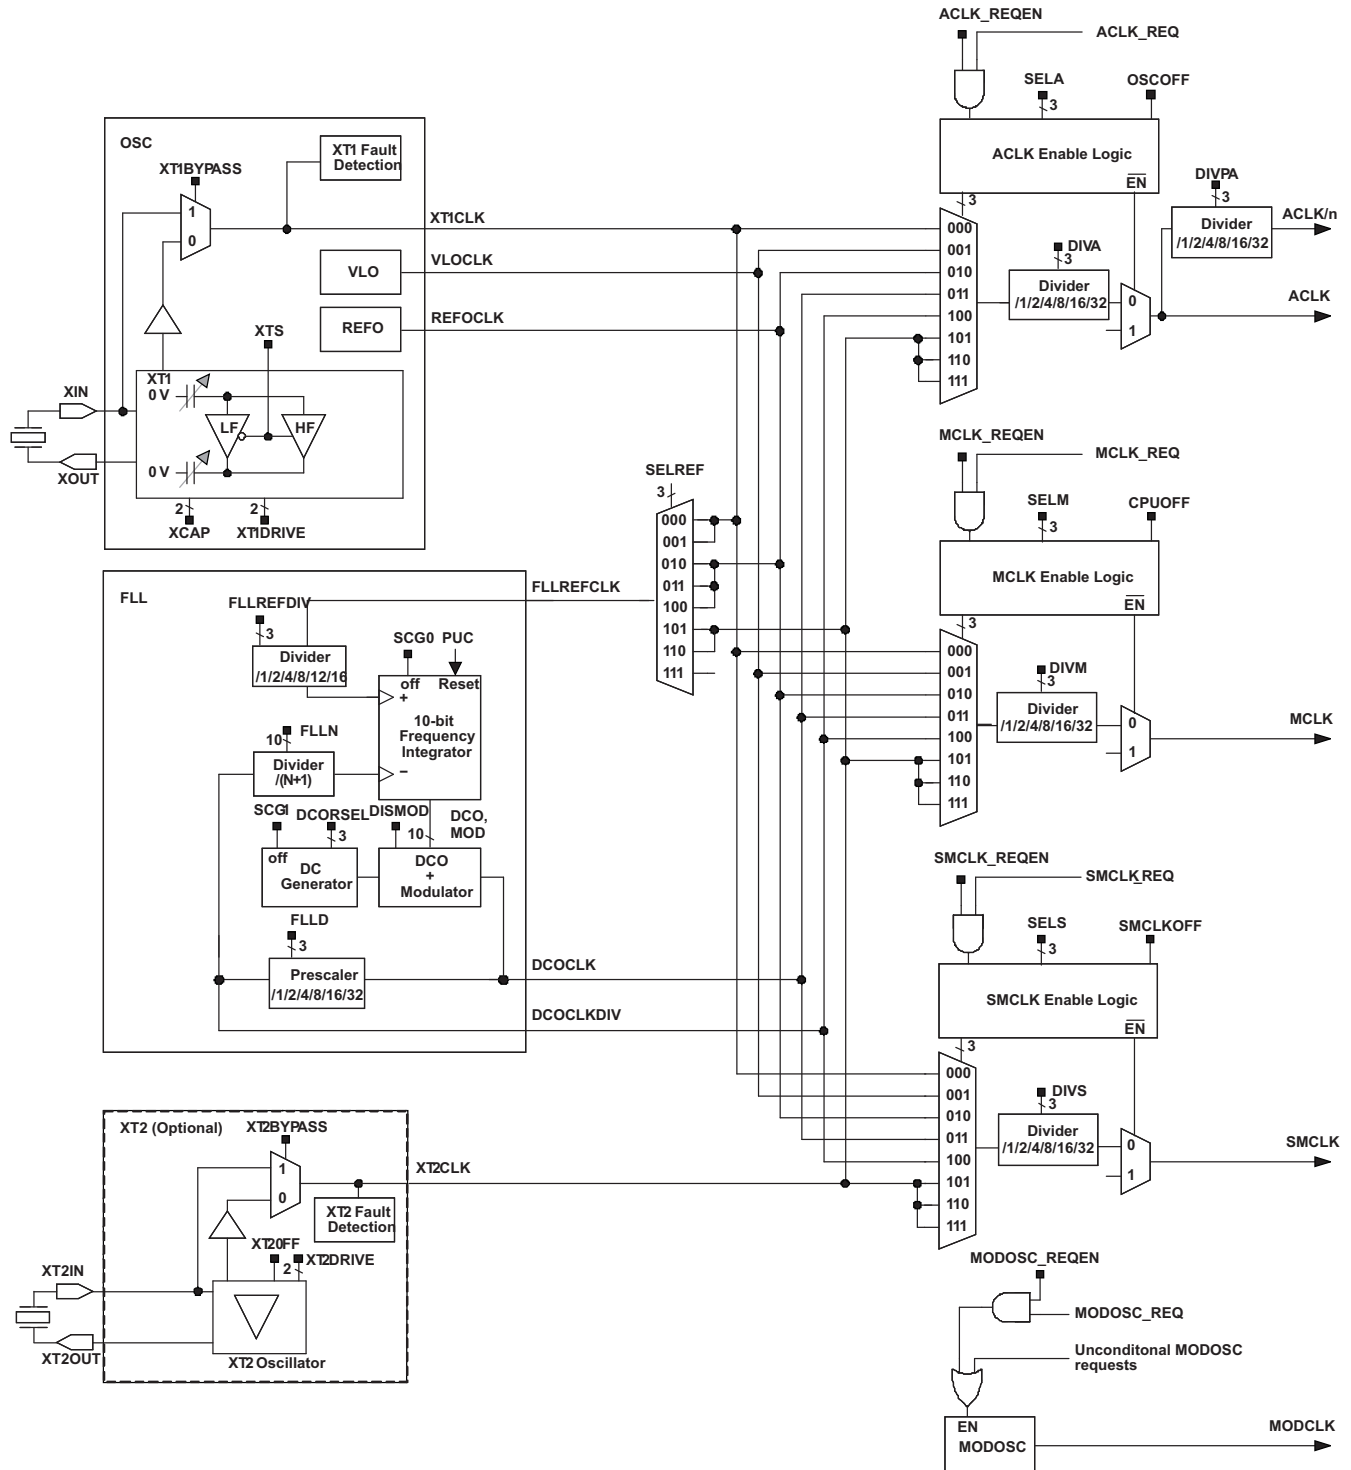 ACLK_REQEN
ACLK_REQ
SELA
OSCOFF
3
ACLK Enable Logic
EN
3
DIVPA
3
Divider
/1/2/4/8/16/32
ACLK/n
000
001
010
011
100
101
110
111
DIVA
3
Divider
/1/2/4/8/16/32
0
1
ACLK
OSC
XT1BYPASS
XT1 Fault
Detection
1
0
XT1CLK
VLO
VLOCLK
REFO
REFOCLK
XTS
XT1
0 V
LF
HF
0 V
XIN
XOUT
2
2
XCAP
XT1DRIVE
SELREF
3
000
001
010
011
100
101
110
111
MCLK_REQEN
MCLK_REQ
SELM
CPUOFF
3
MCLK Enable Logic
EN
3
000
001
010
011
100
101
110
111
DIVM
3
Divider
/1/2/4/8/16/32
0
1
MCLK
FLL
FLLREFCLK
FLLREFDIV
3
Divider
/1/2/4/8/12/16
SCG0
PUC
off
Reset
+
10-bit
Frequency
Integrator
–
FLLN
10
Divider
/(N+1)
SCG1
DCORSEL
DISMOD
DCO,
MOD
3
10
off
DC
Generator
DCO
+
Modulator
FLLD
3
Prescaler
/1/2/4/8/16/32
DCOCLK
DCOCLKDIV
SMCLK_REQEN
SMCLK_REQ
SELS
SMCLKOFF
3
SMCLK Enable Logic
EN
3
000
001
010
011
100
101
110
111
DIVS
3
Divider
/1/2/4/8/16/32
0
1
SMCLK
XT2 (Optional)
XT2BYPASS
1
0
XT2CLK
XT2 Fault
Detection
XT2OFF
2
XT2DRIVE
XT2IN
XT2OUT
XT2 Oscillator
MODOSC_REQEN
MODOSC_REQ
Unconditonal MODOSC
requests
EN
MODOSC
MODCLK